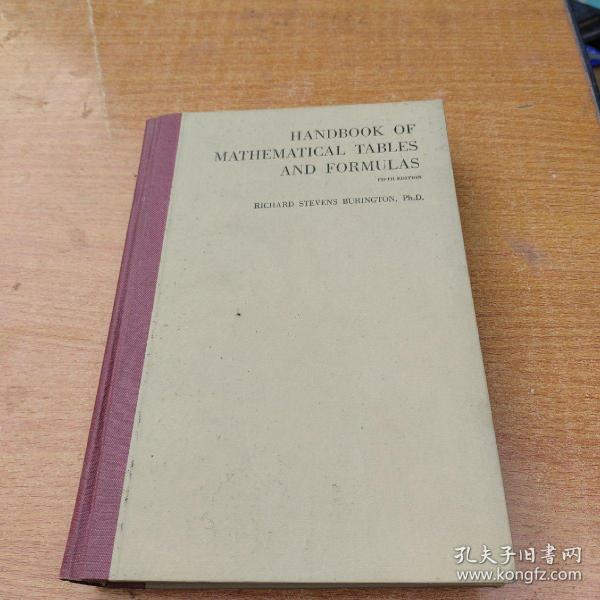 HANDBOOK OF
MATHEMATICAL TABLES
AND FORMULAS
FIFTH EDITION
RICHARD STEVENS BURINGTON, Ph.D.
孔夫子旧书网
www.kongfz.com